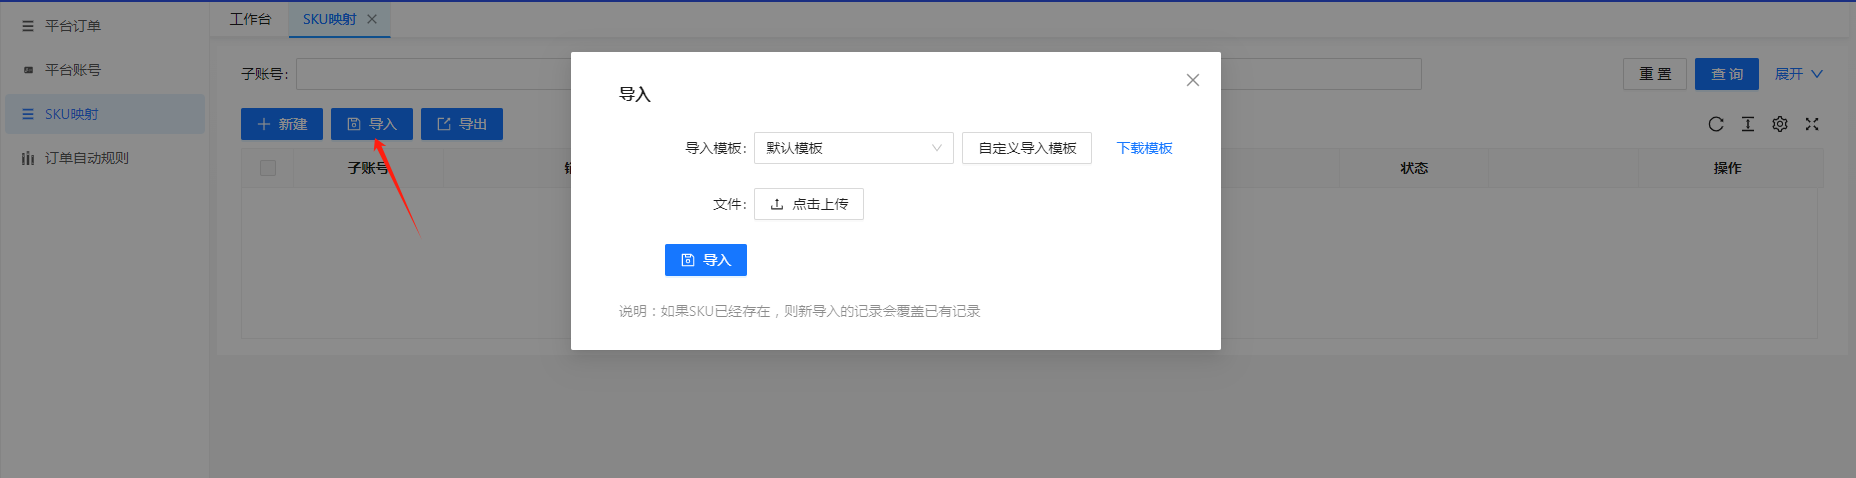 平台订单
平台账号
SKU映射
订单自动规则
工作台 SKU映射
子账号:
重置 查询 展开
新建 导入 导出
子账号 状态 操作
导入
导入模板: 默认模板 自定义导入模板 下载模板
文件: 点击上传
导入
说明：如果SKU已经存在，则新导入的记录会覆盖已有记录